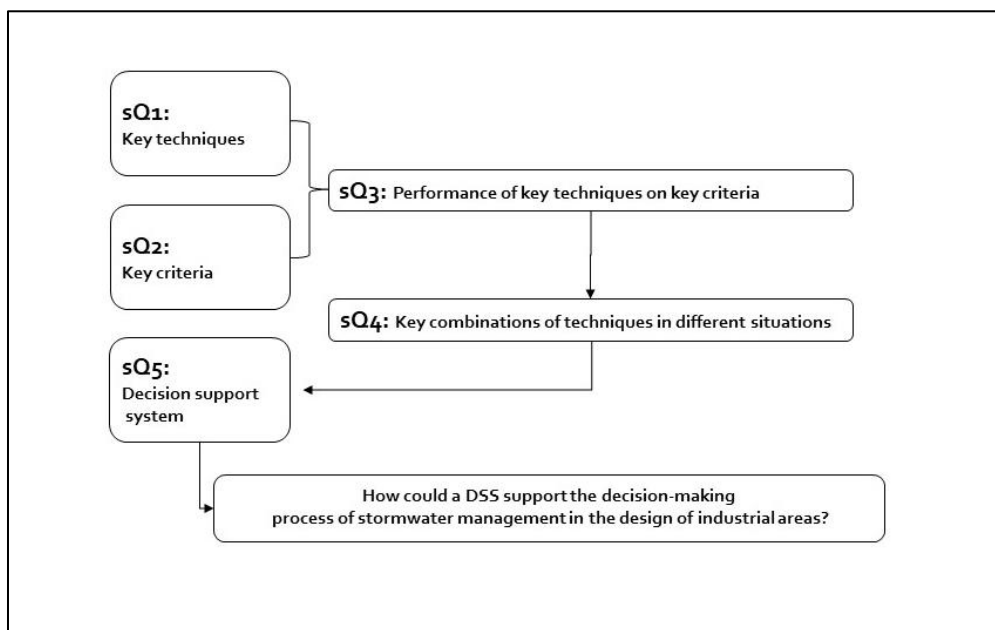 sQ1:
Key techniques
sQ3: Performance of key techniques on key criteria
sQ2:
Key criteria
sQ4: Key combinations of techniques in different situations
sQ5:
Decision support
system
How could a DSS support the decision-making
process of stormwater management in the design of industrial areas?